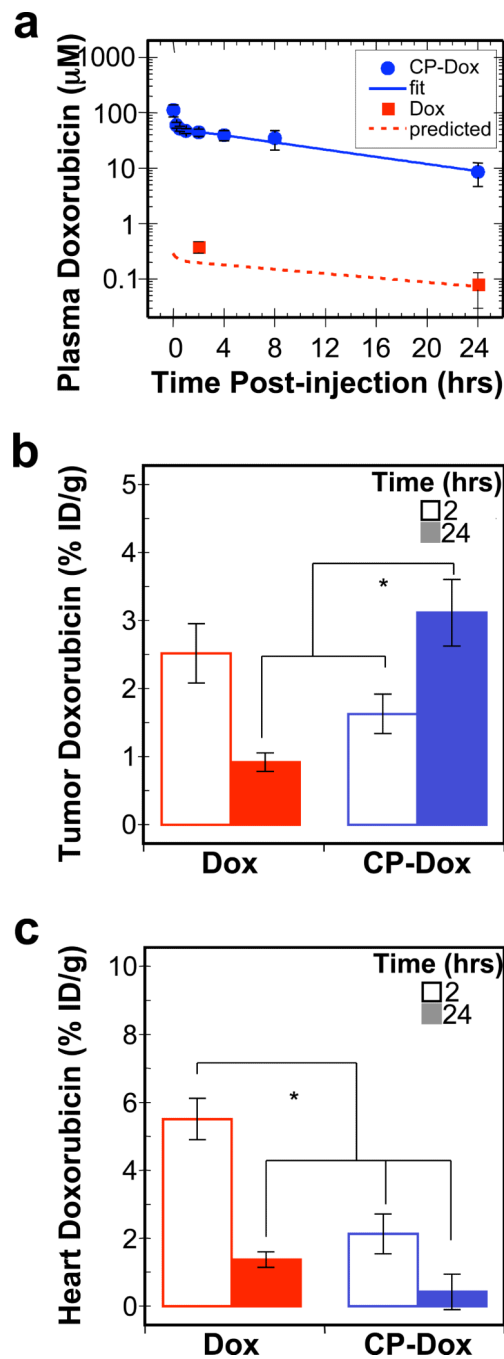 a
Plasma Doxorubicin (μM)
1000
100
10
1
0.1
CP-Dox
fit
Dox
predicted
0 4 8 12 16 20 24
Time Post-injection (hrs)
b
Tumor Doxorubicin (% ID/g)
5
4
3
2
1
0
Time (hrs)
2
24
*
Dox CP-Dox
c
Heart Doxorubicin (% ID/g)
10
8
6
4
2
0
Time (hrs)
2
24
*
Dox CP-Dox